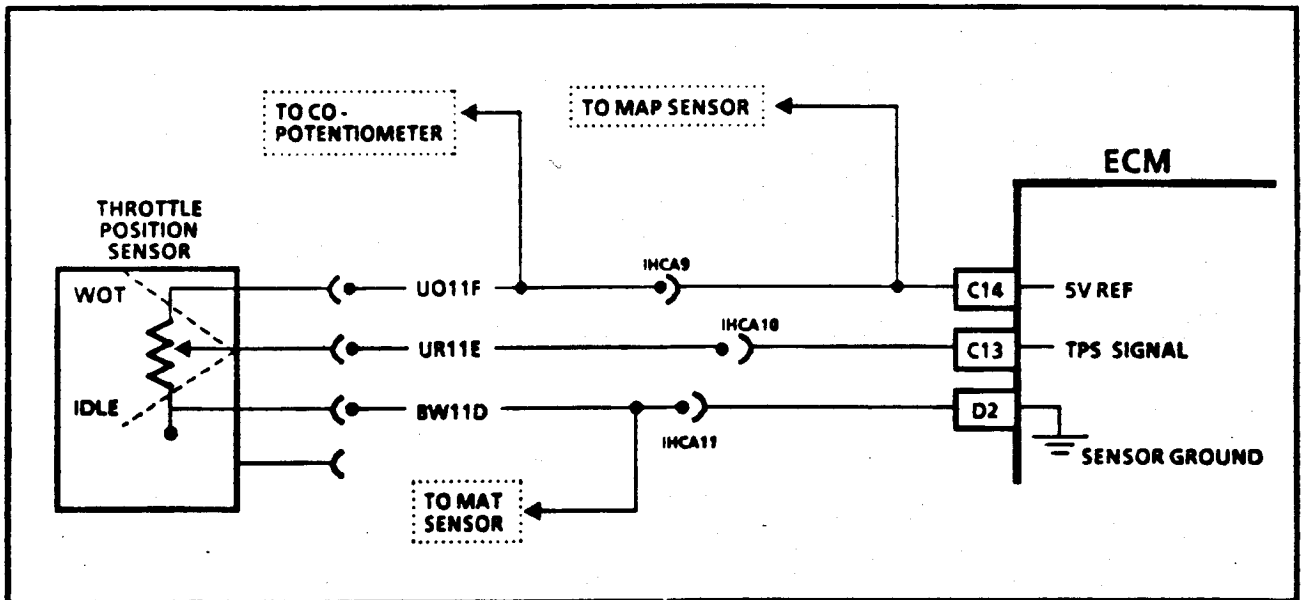 TO CO -
POTENTIOMETER
TO MAP SENSOR
ECM
THROTTLE
POSITION
SENSOR
WOT
IDLE
UO11F
IHCA9
C14
5V REF
UR11E
IHCA10
C13
TPS SIGNAL
BW11D
IHCA11
D2
SENSOR GROUND
TO MAT
SENSOR